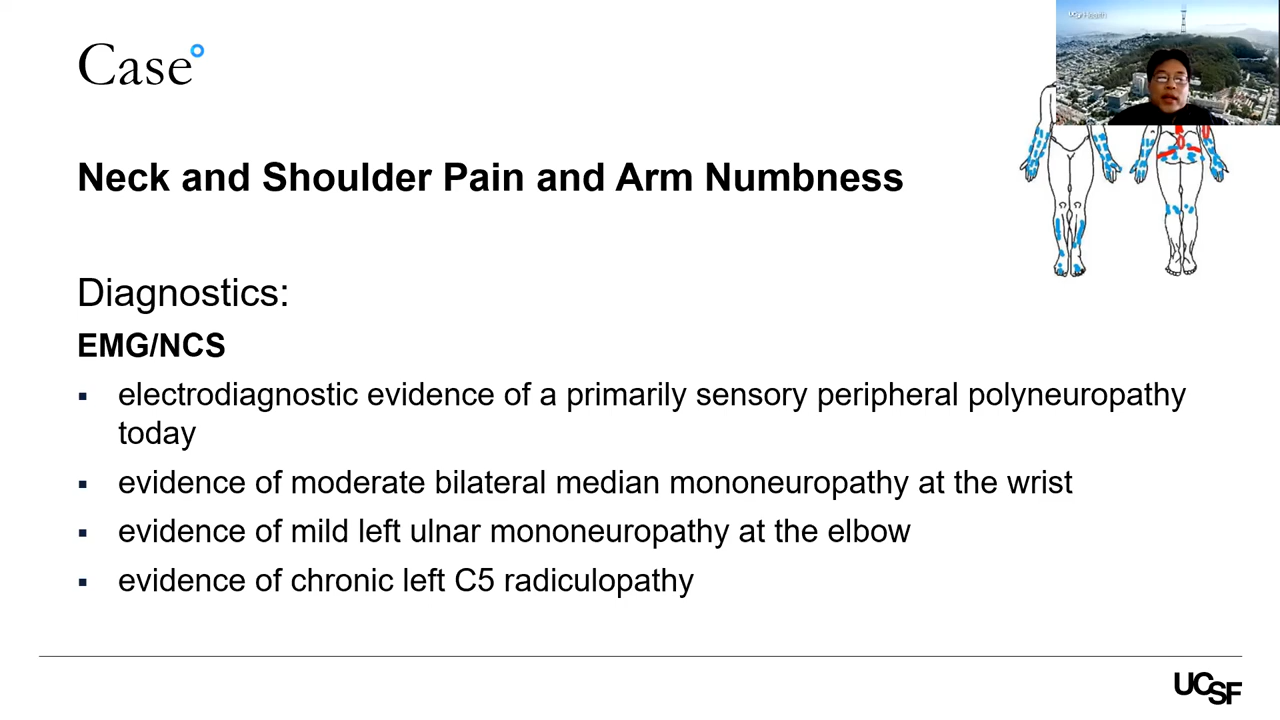 Case
UCSF Health
Neck and Shoulder Pain and Arm Numbness
Diagnostics:
EMG/NCS
▪ electrodiagnostic evidence of a primarily sensory peripheral polyneuropathy
today
▪ evidence of moderate bilateral median mononeuropathy at the wrist
▪ evidence of mild left ulnar mononeuropathy at the elbow
▪ evidence of chronic left C5 radiculopathy
UCSF